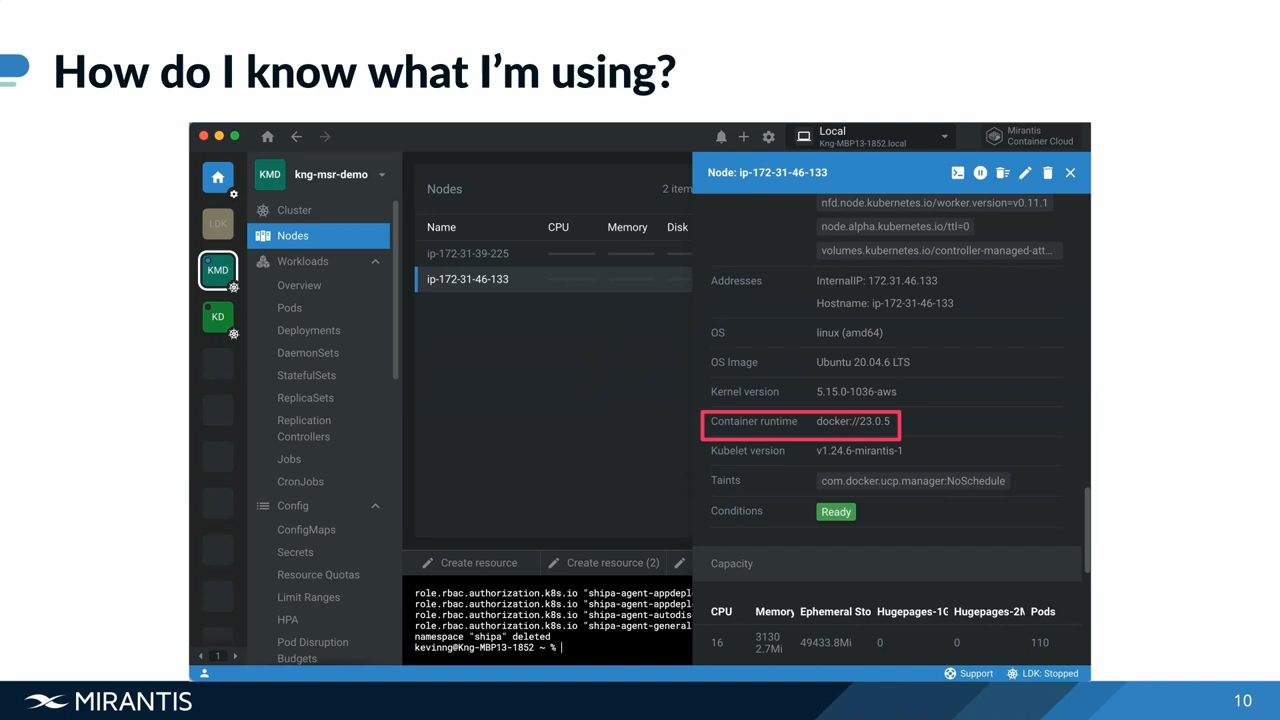 How do I know what I'm using?
Local
Kng-MBP13-1852.local
Mirantis
Container Cloud
KMD
kng-msr-demo
LDK
KMD
KD
1
Cluster
Nodes
Workloads
Overview
Pods
Deployments
DaemonSets
StatefulSets
ReplicaSets
Replication
Controllers
Jobs
CronJobs
Config
ConfigMaps
Secrets
Resource Quotas
Limit Ranges
HPA
Pod Disruption
Budgets
Nodes
2 item
Name CPU Memory Disk
ip-172-31-39-225
ip-172-31-46-133
Create resource Create resource (2)
role.rbac.authorization.k8s.io "shipa-agent-appdepl
role.rbac.authorization.k8s.io "shipa-agent-appdepl
role.rbac.authorization.k8s.io "shipa-agent-autodis
role.rbac.authorization.k8s.io "shipa-agent-general
namespace "shipa" deleted
kevinng@Kng-MBP13-1852 ~ %
Node: ip-172-31-46-133
nfd.node.kubernetes.io/worker.version=v0.11.1
node.alpha.kubernetes.io/ttl=0
volumes.kubernetes.io/controller-managed-att...
Addresses InternalIP: 172.31.46.133
Hostname: ip-172-31-46-133
OS linux (amd64)
OS Image Ubuntu 20.04.6 LTS
Kernel version 5.15.0-1036-aws
Container runtime docker://23.0.5
Kubelet version v1.24.6-mirantis-1
Taints com.docker.ucp.manager:NoSchedule
Conditions Ready
Capacity
CPU Memory Ephemeral Sto Hugepages-1G Hugepages-2M Pods
16 3130 49433.8Mi 0 0 110
2.7Mi
Support LDK: Stopped
MIRANTIS
10